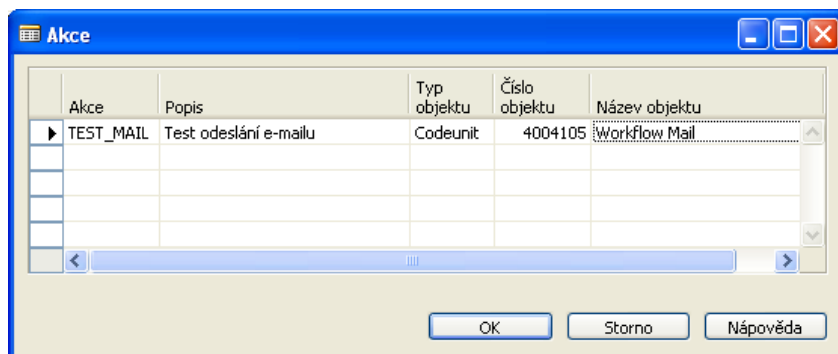 Akce
Typ Číslo
Akce Popis objektu objektu Název objektu
TEST_MAIL Test odeslání e-mailu Codeunit 4004105 Workflow Mail
OK Storno Nápověda